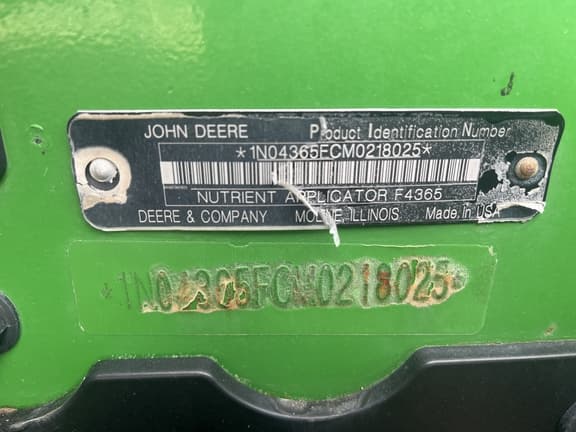 JOHN DEERE Product Identification Number
*1N04365FCM0218025*
NUTRIENT APPLICATOR F4365
DEERE & COMPANY MOLINE, ILLINOIS Made in USA
*1N04365FCM0218025*